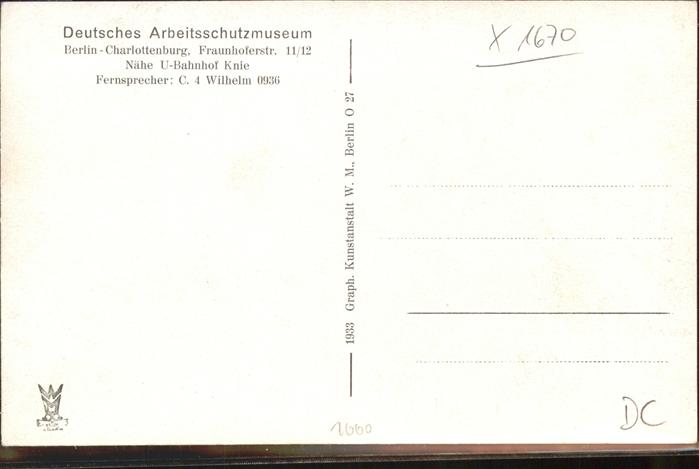 Deutsches Arbeitsschutzmuseum
Berlin-Charlottenburg, Fraunhoferstr. 11/12
Nähe U-Bahnhof Knie
Fernsprecher: C. 4 Wilhelm 0936
X 1670
1933 Graph. Kunstanstalt W. M., Berlin O 27
1000
DC